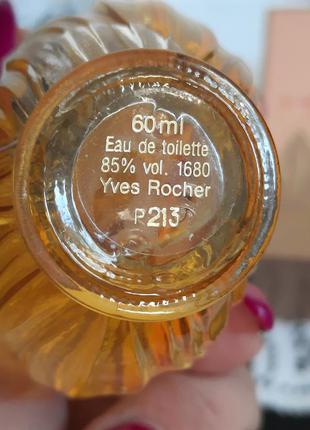 60 ml
Eau de toilette
85% vol. 1680
Yves Rocher
P213